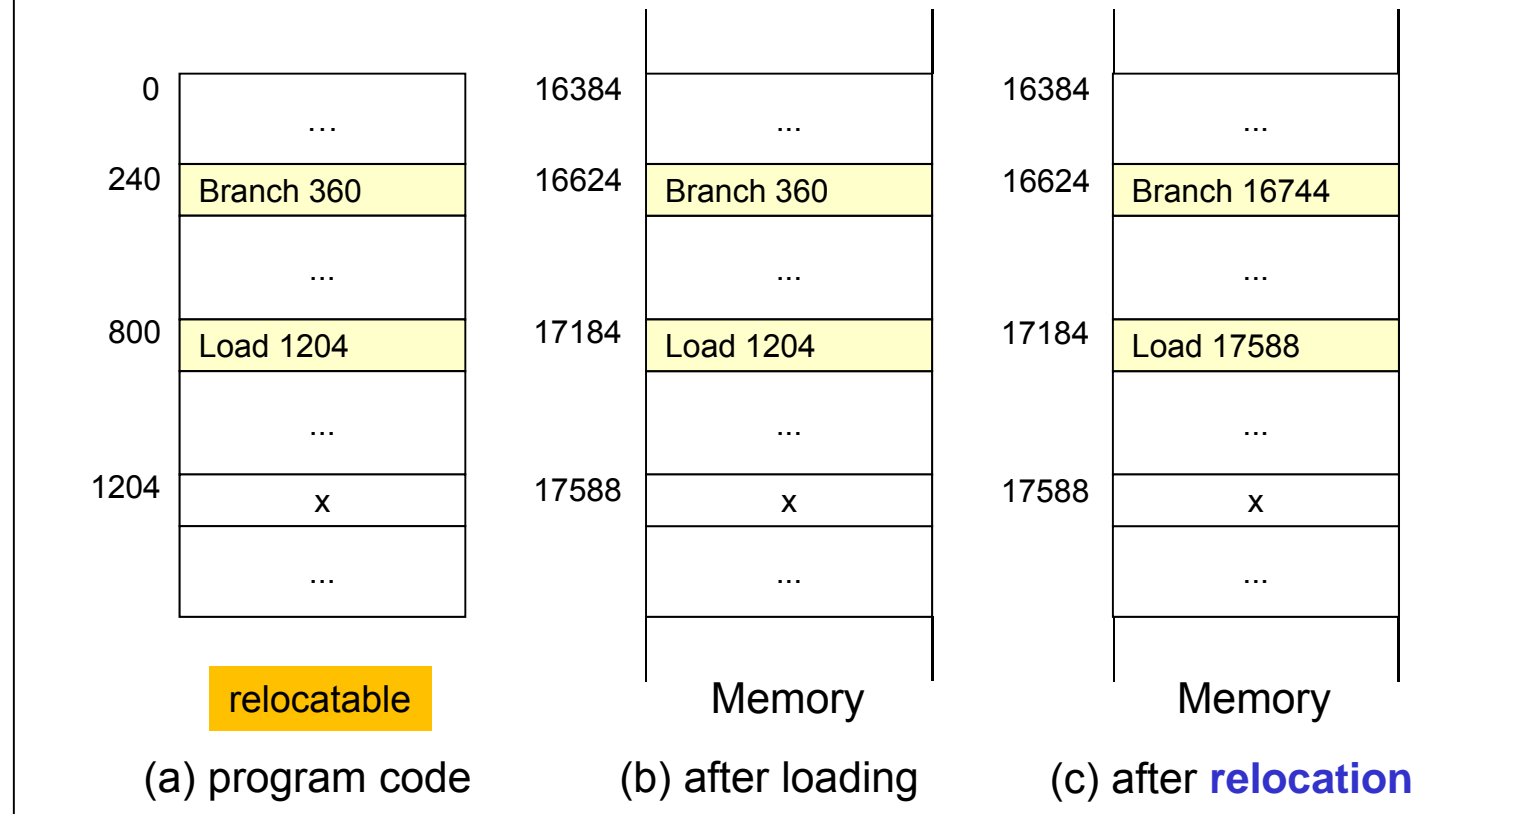 0 16384 16384
… ... ...
240 16624 16624
Branch 360 Branch 360 Branch 16744
... ... ...
800 17184 17184
Load 1204 Load 1204 Load 17588
... ... ...
1204 17588 17588
x x x
... ... ...
relocatable Memory Memory
(a) program code (b) after loading (c) after relocation